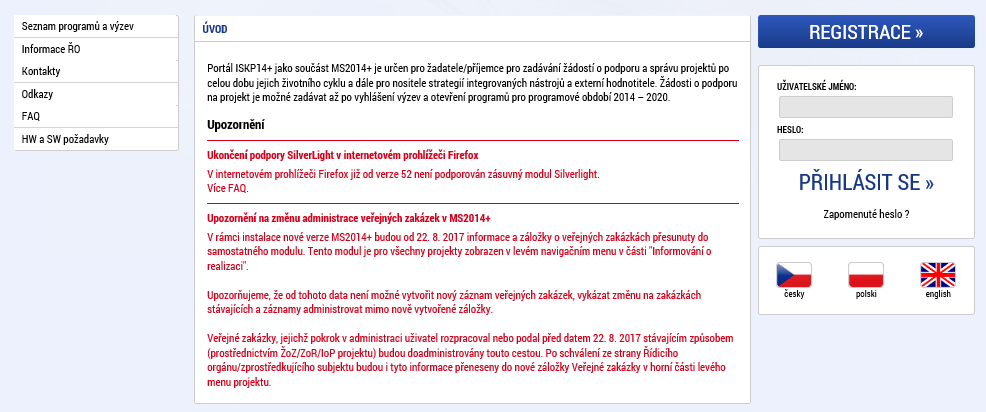 Seznam programů a výzev
Informace ŘO
Kontakty
Odkazy
FAQ
HW a SW požadavky
ÚVOD
Portál ISKP14+ jako součást MS2014+ je určen pro žadatele/příjemce pro zadávání žádostí o podporu a správu projektů po
celou dobu jejich životního cyklu a dále pro nositele strategií integrovaných nástrojů a externí hodnotitele. Žádosti o podporu
na projekt je možné zadávat až po vyhlášení výzev a otevření programů pro programové období 2014 – 2020.
Upozornění
Ukončení podpory SilverLight v internetovém prohlížeči Firefox
V internetovém prohlížeči Firefox již od verze 52 není podporován zásuvný modul Silverlight.
Více FAQ.
Upozornění na změnu administrace veřejných zakázek v MS2014+
V rámci instalace nové verze MS2014+ budou od 22. 8. 2017 informace a záložky o veřejných zakázkách přesunuty do
samostatného modulu. Tento modul je pro všechny projekty zobrazen v levém navigačním menu v části "Informování o
realizaci".
Upozorňujeme, že od tohoto data není možné vytvořit nový záznam veřejných zakázek, vykázat změnu na zakázkách
stávajících a záznamy administrovat mimo nově vytvořené záložky.
Veřejné zakázky, jejichž pokrok v administraci uživatel rozpracoval nebo podal před datem 22. 8. 2017 stávajícím způsobem
(prostřednictvím ŽoZ/ZoR/IoP projektu) budou doadministrovány touto cestou. Po schválení ze strany Řídicího
orgánu/zprostředkujícího subjektu budou i tyto informace přeneseny do nové záložky Veřejné zakázky v horní části levého
menu projektu.
REGISTRACE »
UŽIVATELSKÉ JMÉNO:
HESLO:
PŘIHLÁSIT SE »
Zapomenuté heslo ?
česky
polski
english